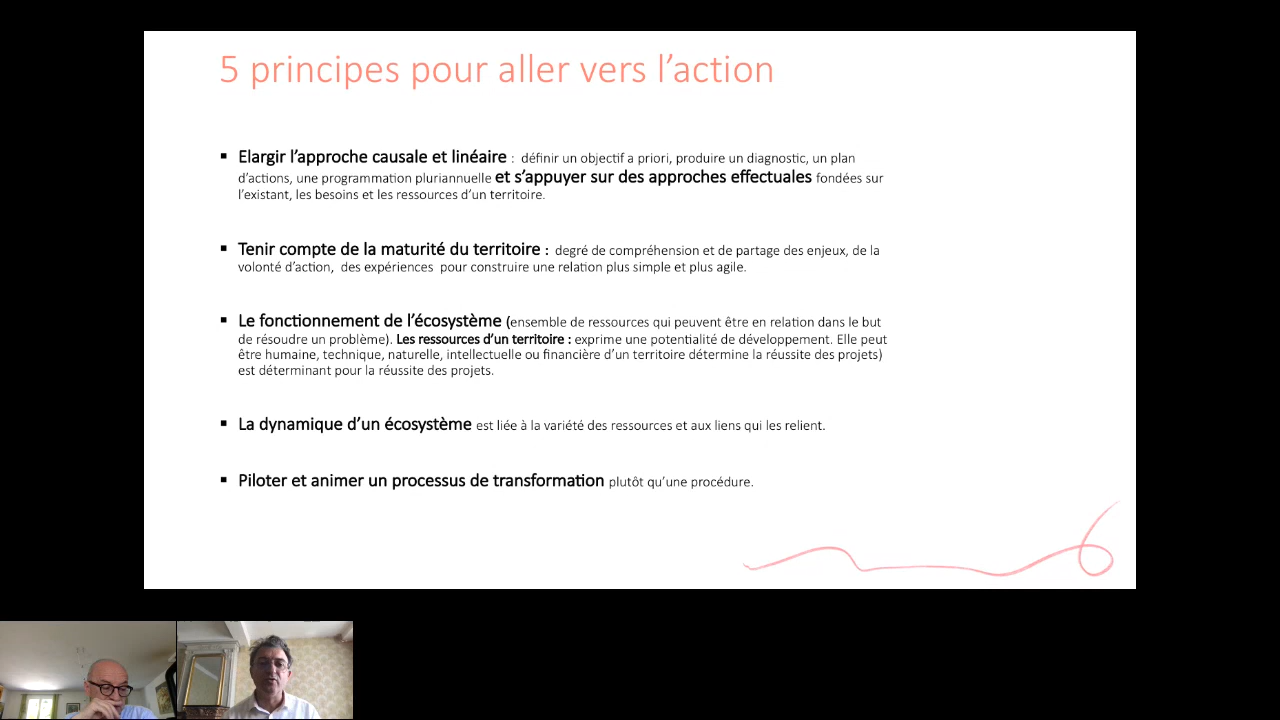 5 principes pour aller vers l’action
▪ Elargir l’approche causale et linéaire : définir un objectif a priori, produire un diagnostic, un plan
d’actions, une programmation pluriannuelle et s’appuyer sur des approches effectuales fondées sur
l’existant, les besoins et les ressources d’un territoire.
▪ Tenir compte de la maturité du territoire : degré de compréhension et de partage des enjeux, de la
volonté d’action, des expériences pour construire une relation plus simple et plus agile.
▪ Le fonctionnement de l’écosystème (ensemble de ressources qui peuvent être en relation dans le but
de résoudre un problème). Les ressources d’un territoire : exprime une potentialité de développement. Elle peut
être humaine, technique, naturelle, intellectuelle ou financière d’un territoire détermine la réussite des projets)
est déterminant pour la réussite des projets.
▪ La dynamique d’un écosystème est liée à la variété des ressources et aux liens qui les relient.
▪ Piloter et animer un processus de transformation plutôt qu’une procédure.